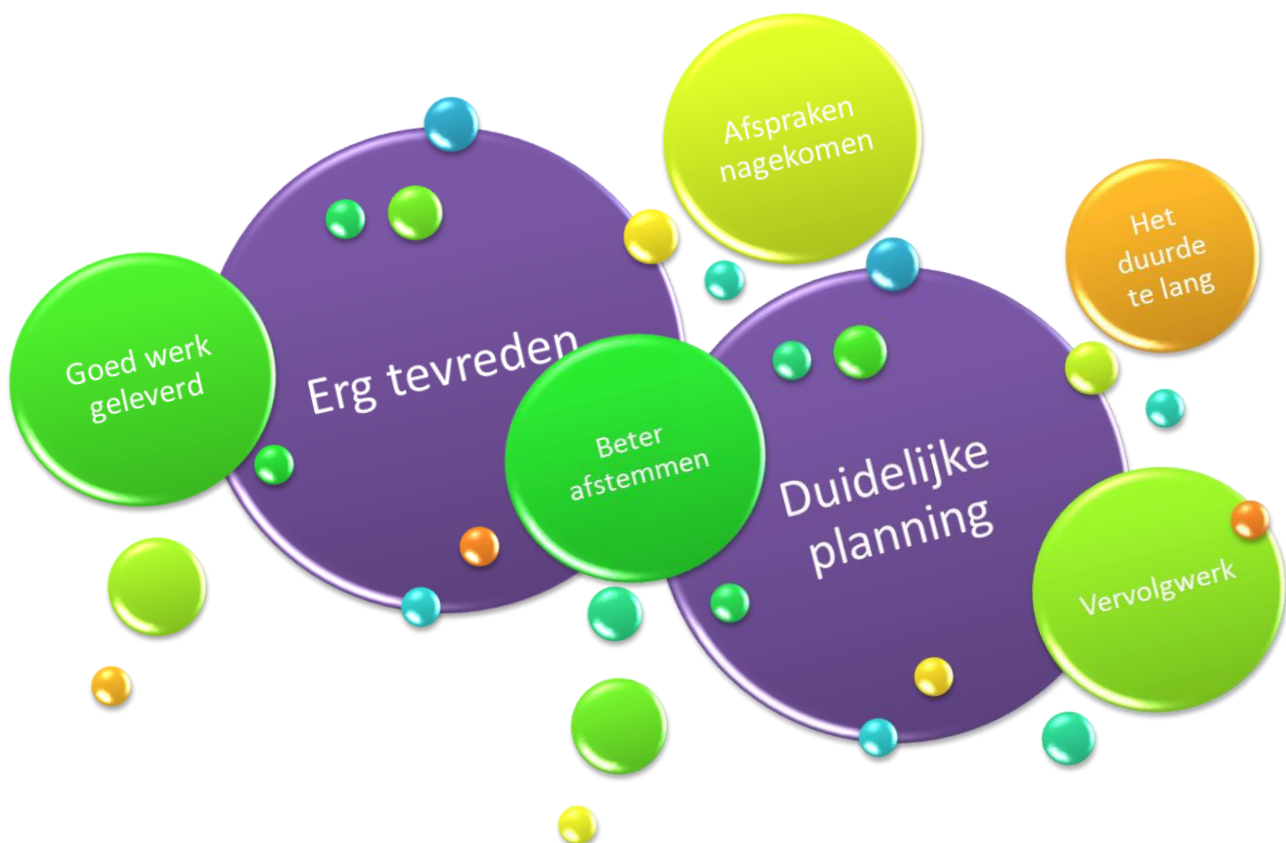 Afspraken
nagekomen
Het
duurde
te lang
Goed werk
geleverd
Erg tevreden
Beter
afstemmen
Duidelijke
planning
Vervolgwerk